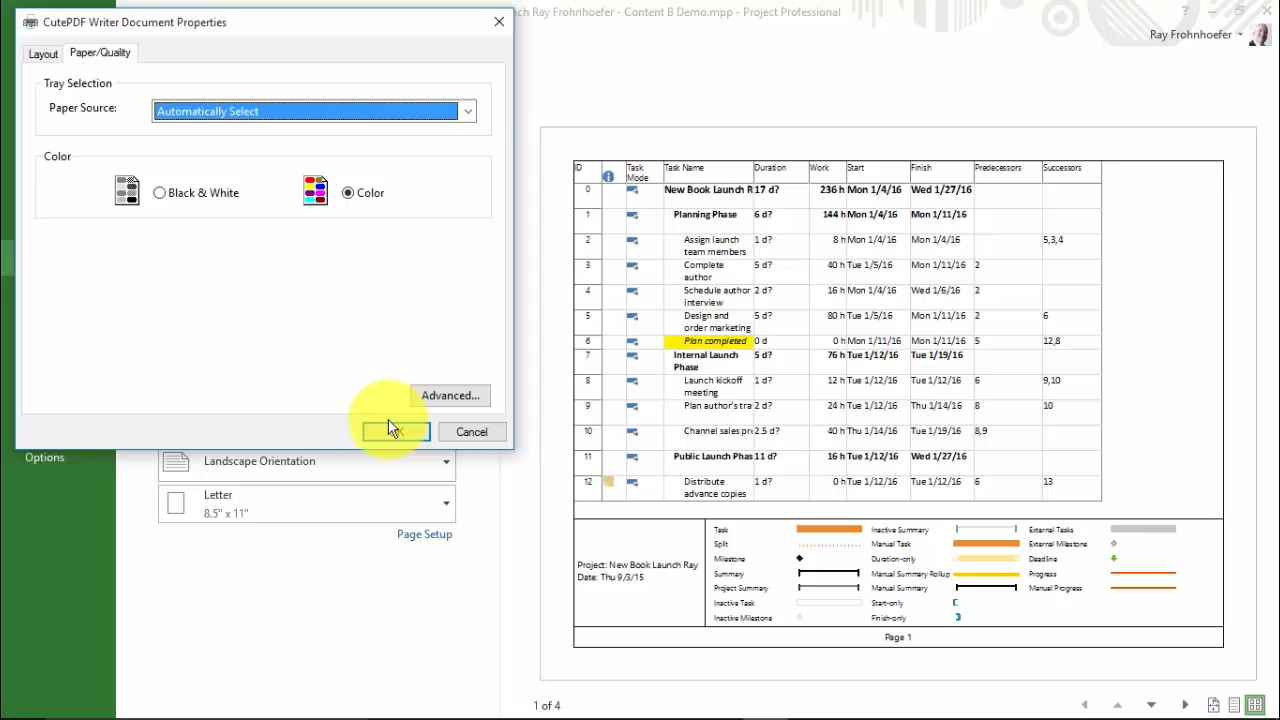 CutePDF Writer Document Properties
ch Ray Frohnhoefer - Content B Demo.mpp - Project Professional
?
Ray Frohnhoefer
Layout Paper/Quality
Tray Selection
Paper Source: Automatically Select
Color
Black & White Color
Advanced...
Cancel
Options
Landscape Orientation
Letter
8.5" x 11"
Page Setup
ID Task Mode Task Name Duration Work Start Finish Predecessors Successors
0 New Book Launch R 17 d? 236 h Mon 1/4/16 Wed 1/27/16
1 Planning Phase 6 d? 144 h Mon 1/4/16 Mon 1/11/16
2 Assign launch team members 1 d? 8 h Mon 1/4/16 Mon 1/4/16 5,3,4
3 Complete author 5 d? 40 h Tue 1/5/16 Mon 1/11/16 2
4 Schedule author interview 2 d? 16 h Mon 1/4/16 Wed 1/6/16 2
5 Design and order marketing 5 d? 80 h Tue 1/5/16 Mon 1/11/16 2 6
6 Plan completed 0 d 0 h Mon 1/11/16 Mon 1/11/16 5 12,8
7 Internal Launch Phase 5 d? 76 h Tue 1/12/16 Tue 1/19/16
8 Launch kickoff meeting 1 d? 12 h Tue 1/12/16 Tue 1/12/16 6 9,10
9 Plan author's tra 2 d? 24 h Tue 1/12/16 Thu 1/14/16 8 10
10 Channel sales pr 2.5 d? 40 h Thu 1/14/16 Tue 1/19/16 8,9
11 Public Launch Phas 11 d? 16 h Tue 1/12/16 Wed 1/27/16
12 Distribute advance copies 1 d? 0 h Tue 1/12/16 Tue 1/12/16 6 13
Project: New Book Launch Ray
Date: Thu 9/3/15
Task Inactive Summary External Tasks
Split Manual Task External Milestone
Milestone Duration-only Deadline
Summary Manual Summary Rollup Progress
Project Summary Manual Summary Manual Progress
Inactive Task Start-only
Inactive Milestone Finish-only
Page 1
1 of 4